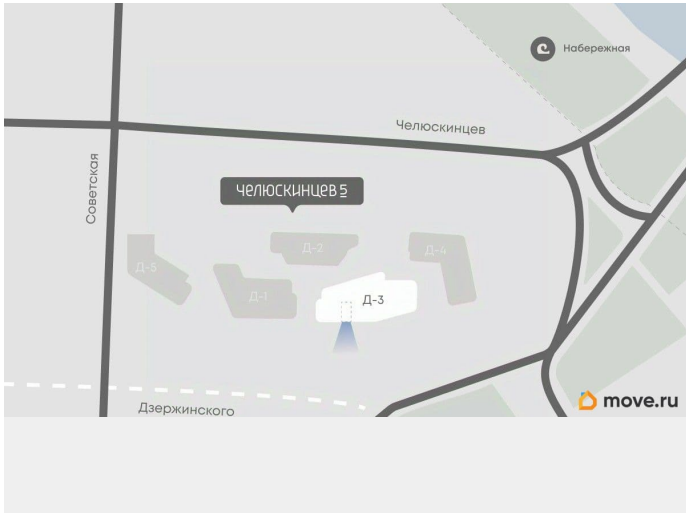 Набережная
Челюскинцев
Советская
челюскинцев 5
Д-2
Д-4
Д-5
Д-1
Д-3
Дзержинского
move.ru